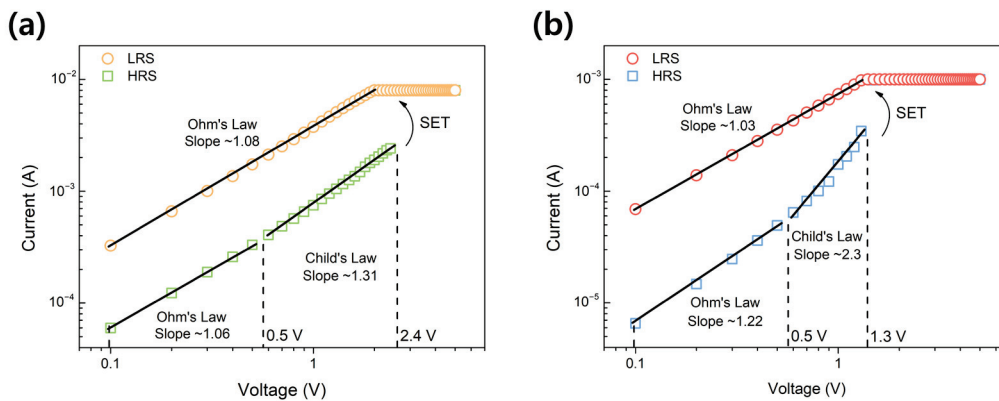 (a)
LRS
HRS
10⁻²
10⁻³
10⁻⁴
Current (A)
Ohm's Law
Slope ~1.08
SET
Child's Law
Slope ~1.31
Ohm's Law
Slope ~1.06
0.5 V
2.4 V
0.1
1
Voltage (V)
(b)
LRS
HRS
10⁻³
10⁻⁴
10⁻⁵
Current (A)
Ohm's Law
Slope ~1.03
SET
Child's Law
Slope ~2.3
Ohm's Law
Slope ~1.22
0.5 V
1.3 V
0.1
1
Voltage (V)